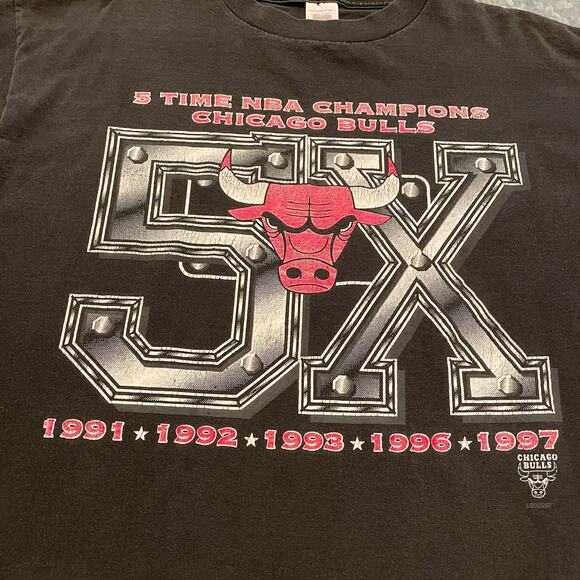 5 TIME NBA CHAMPIONS
CHICAGO BULLS
5X
1991 ★ 1992 ★ 1993 ★ 1996 ★ 1997
CHICAGO
BULLS